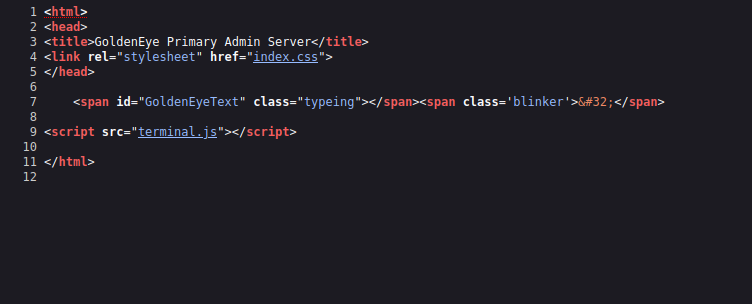 1 <html>
2 <head>
3 <title>GoldenEye Primary Admin Server</title>
4 <link rel="stylesheet" href="index.css">
5 </head>
6
7     <span id="GoldenEyeText" class="typing"></span><span class='blinker'>&#32;</span>
8
9 <script src="terminal.js"></script>
10
11 </html>
12